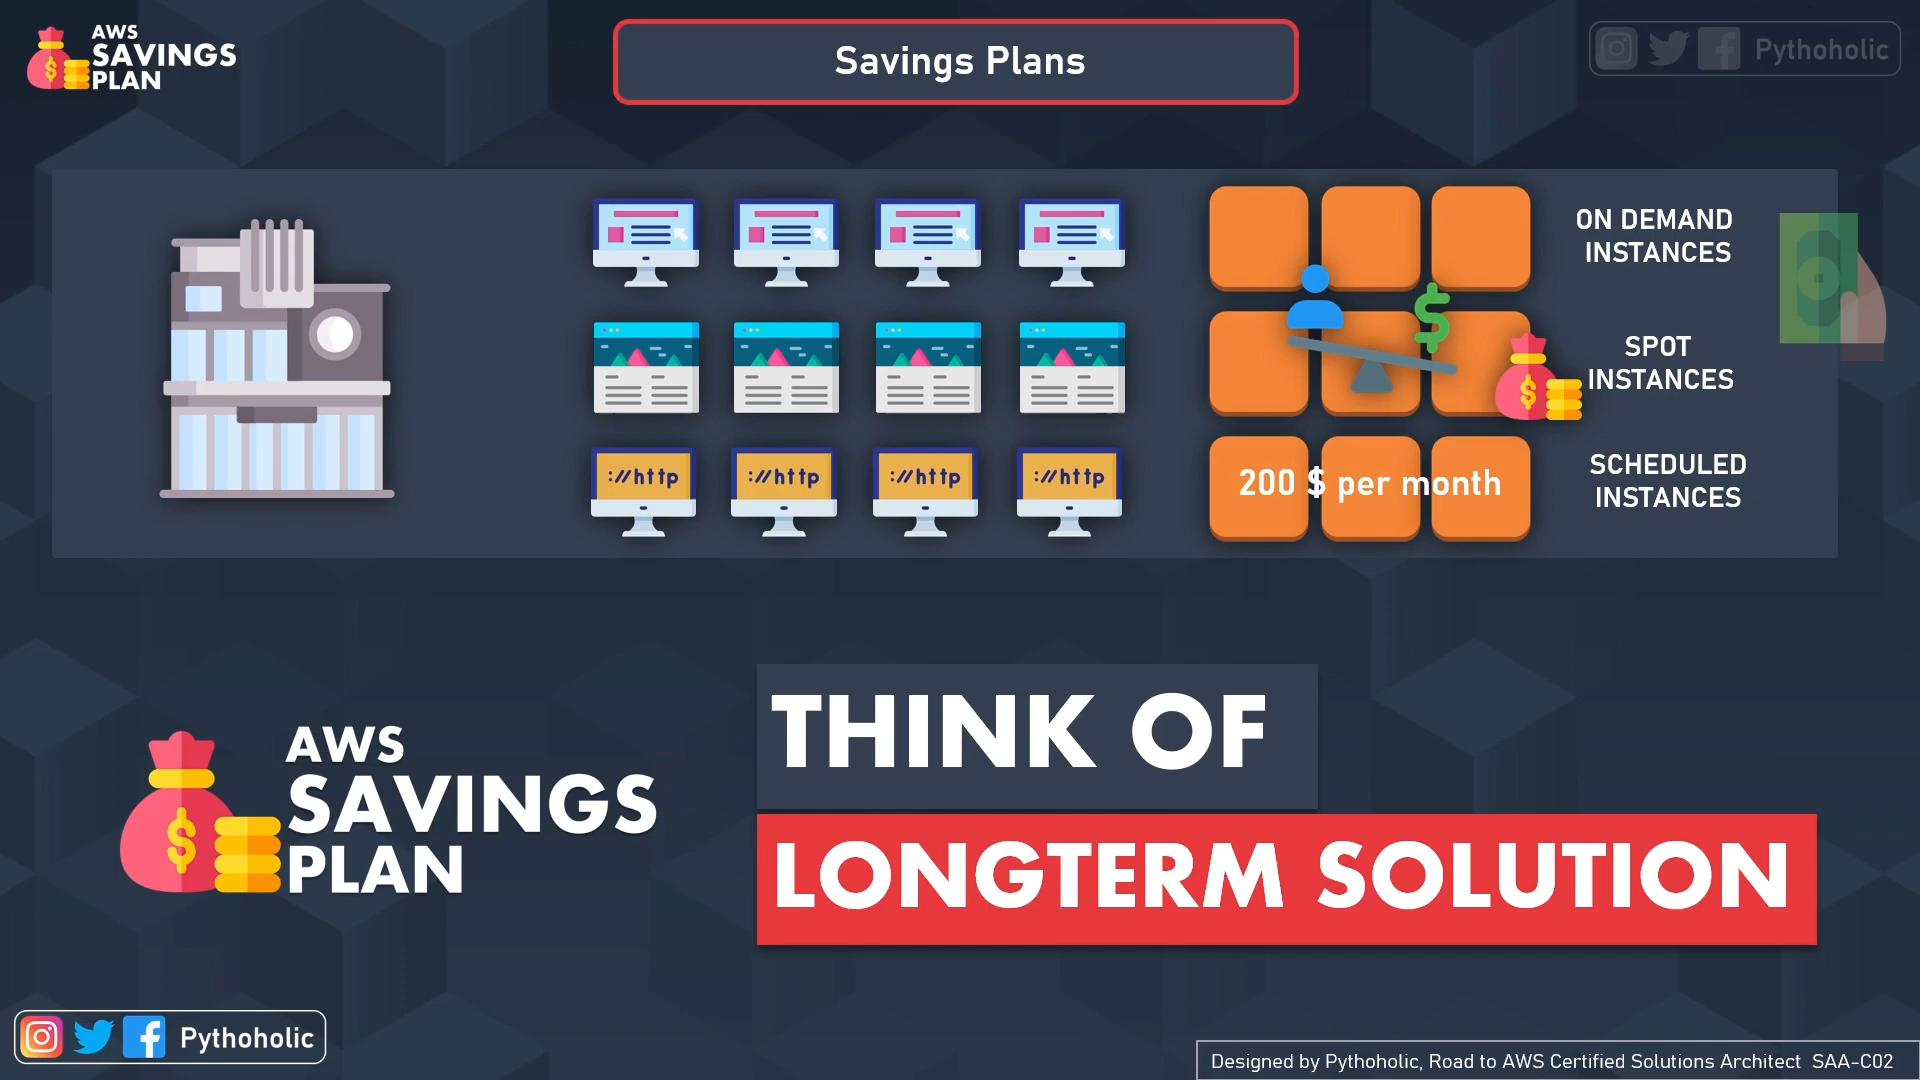 AWS
SAVINGS
PLAN
Savings Plans
Pythoholic
ON DEMAND
INSTANCES
$
SPOT
INSTANCES
$
://http
://http
://http
://http
200 $ per month
SCHEDULED
INSTANCES
THINK OF
LONGTERM SOLUTION
$
AWS
SAVINGS
PLAN
Pythoholic
Designed by Pythoholic, Road to AWS Certified Solutions Architect SAA-C02